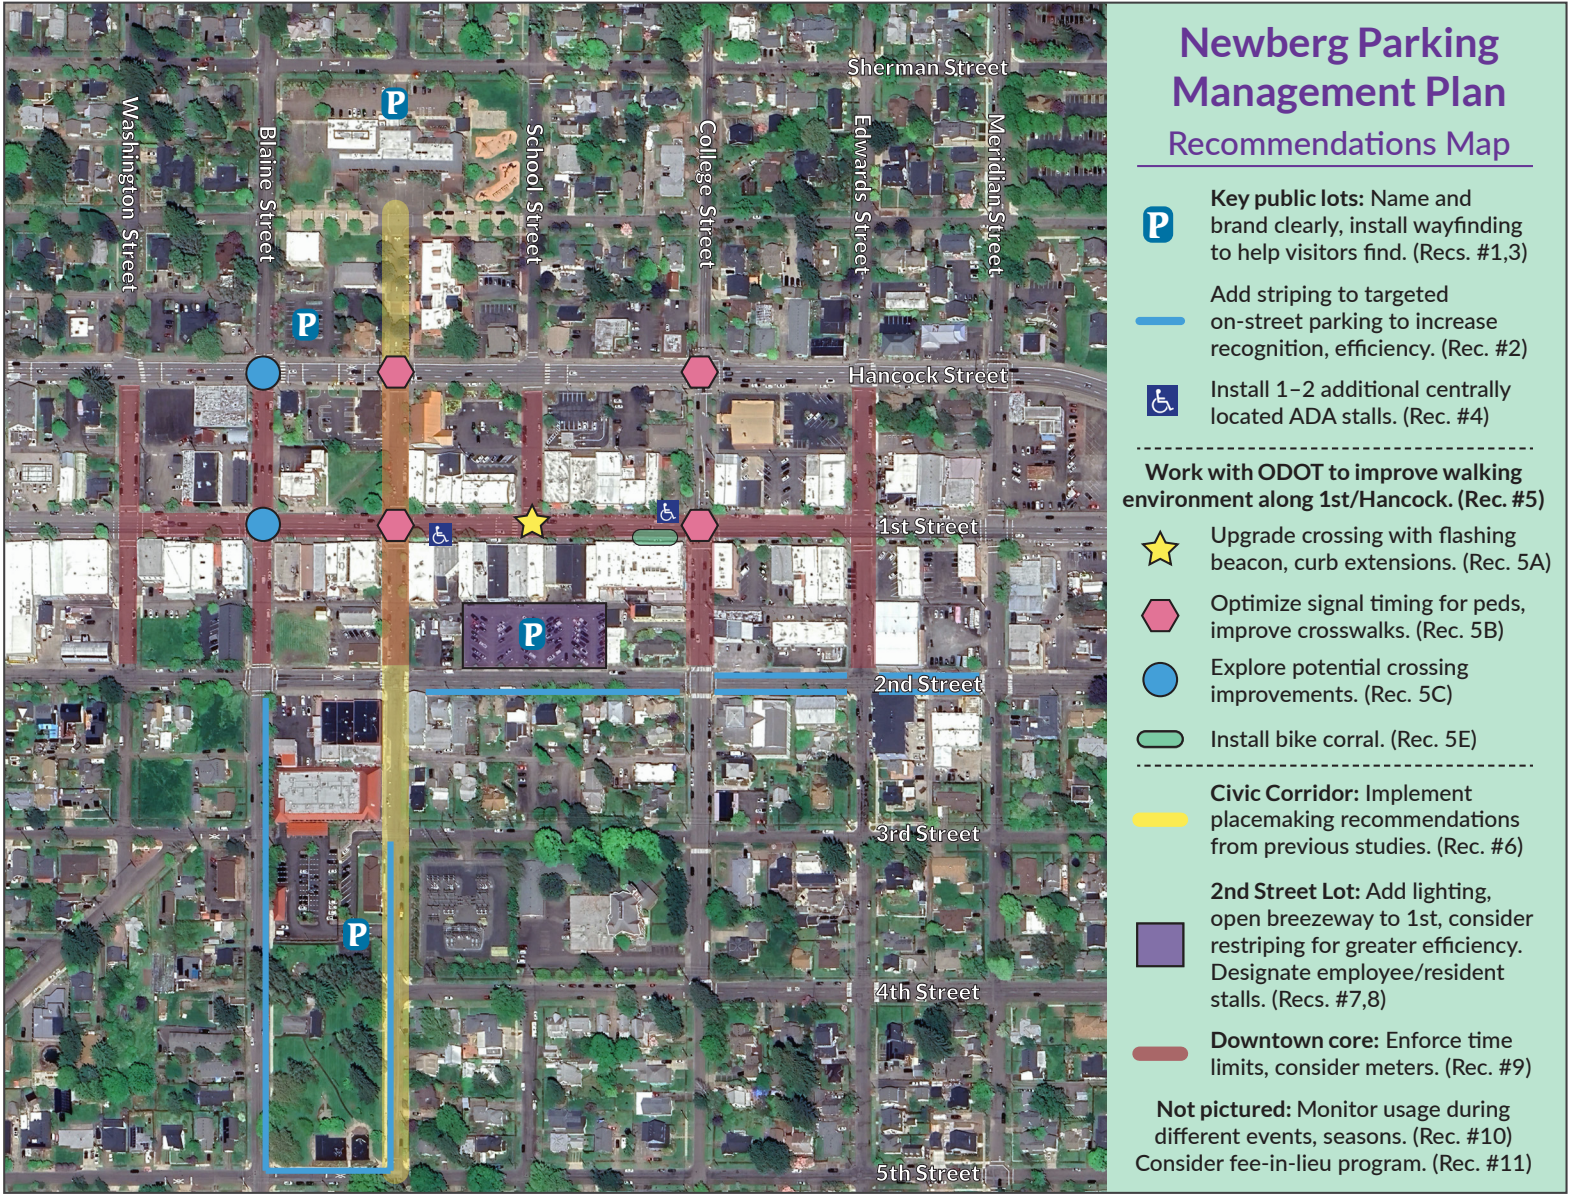 Newberg Parking
Management Plan
Recommendations Map
P
Key public lots: Name and
brand clearly, install wayfinding
to help visitors find. (Recs. #1,3)
Add striping to targeted
on-street parking to increase
recognition, efficiency. (Rec. #2)
Install 1–2 additional centrally
located ADA stalls. (Rec. #4)
Work with ODOT to improve walking
environment along 1st/Hancock. (Rec. #5)
Upgrade crossing with flashing
beacon, curb extensions. (Rec. 5A)
Optimize signal timing for peds,
improve crosswalks. (Rec. 5B)
Explore potential crossing
improvements. (Rec. 5C)
Install bike corral. (Rec. 5E)
Civic Corridor: Implement
placemaking recommendations
from previous studies. (Rec. #6)
2nd Street Lot: Add lighting,
open breezeway to 1st, consider
restriping for greater efficiency.
Designate employee/resident
stalls. (Recs. #7,8)
Downtown core: Enforce time
limits, consider meters. (Rec. #9)
Not pictured: Monitor usage during
different events, seasons. (Rec. #10)
Consider fee-in-lieu program. (Rec. #11)
Sherman Street
P
Washington Street
Blaine Street
School Street
College Street
Edwards Street
Meridian Street
P
Hancock Street
1st Street
P
2nd Street
3rd Street
P
4th Street
5th Street